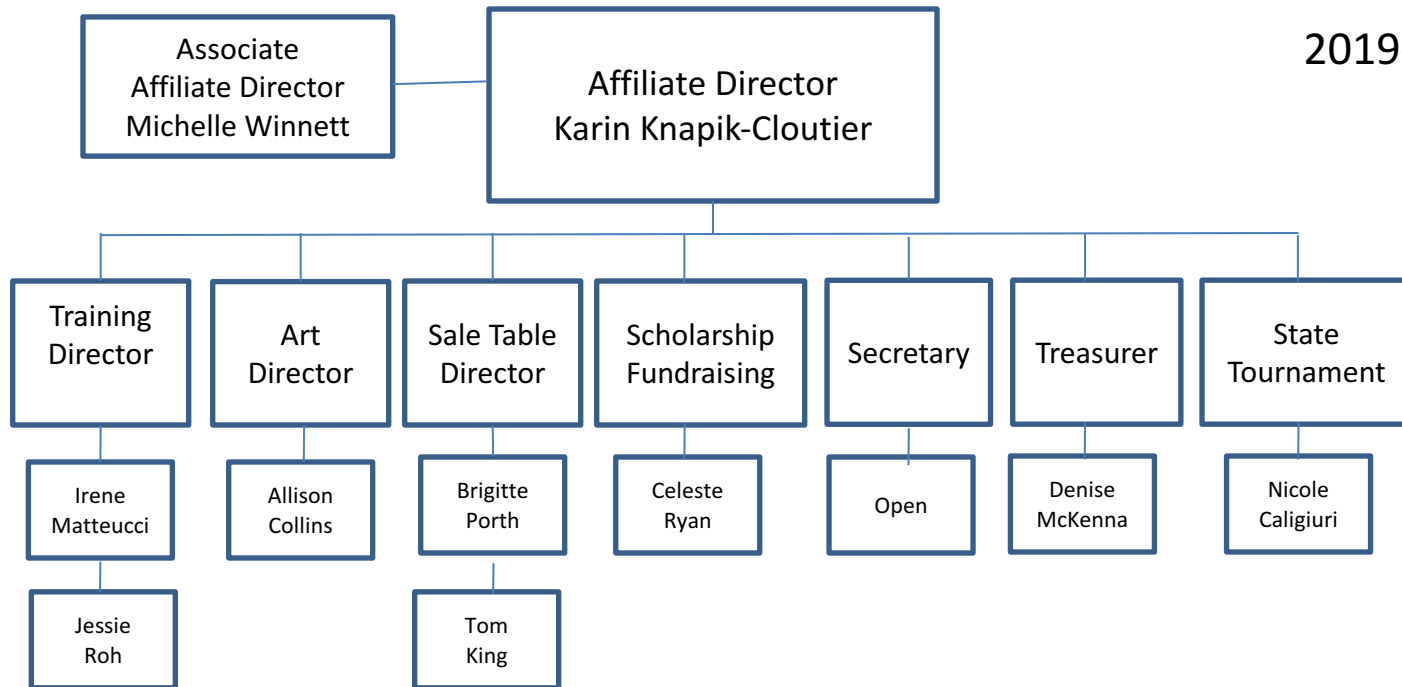 Associate
Affiliate Director
Michelle Winnett
Affiliate Director
Karin Knapik-Cloutier
2019
Training
Director
Art
Director
Sale Table
Director
Scholarship
Fundraising
Secretary
Treasurer
State
Tournament
Irene
Matteucci
Allison
Collins
Brigitte
Porth
Celeste
Ryan
Open
Denise
McKenna
Nicole
Caligiuri
Jessie
Roh
Tom
King